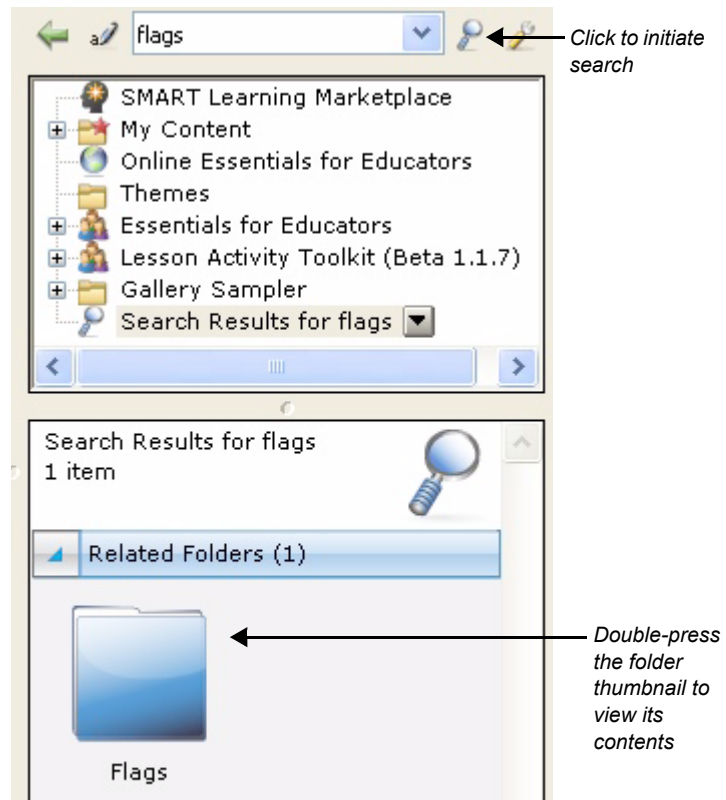 flags
Click to initiate
search
SMART Learning Marketplace
My Content
Online Essentials for Educators
Themes
Essentials for Educators
Lesson Activity Toolkit (Beta 1.1.7)
Gallery Sampler
Search Results for flags
Search Results for flags
1 item
Related Folders (1)
Double-press
the folder
thumbnail to
view its
contents
Flags